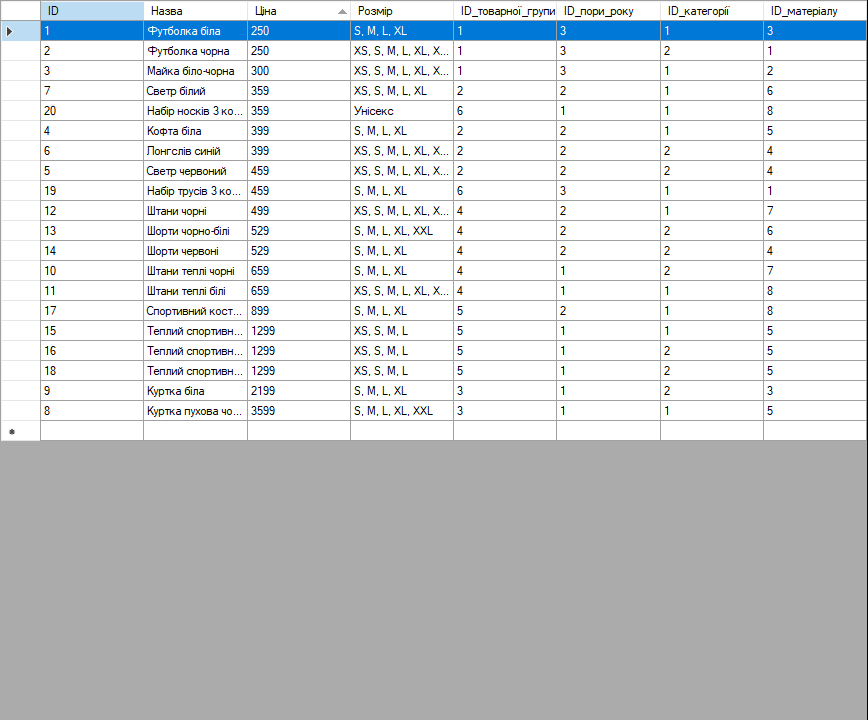 ID Назва Ціна Розмір ID_товарної_групи ID_пори_року ID_категорії ID_матеріалу
1 Футболка біла 250 S, M, L, XL 1 3 1 3
2 Футболка чорна 250 XS, S, M, L, XL, X... 1 3 2 1
3 Майка біло-чорна 300 XS, S, M, L, XL, X... 1 3 1 2
7 Светр білий 359 XS, S, M, L, XL 2 2 1 6
20 Набір носків 3 ко... 359 Унісекс 6 1 1 8
4 Кофта біла 399 S, M, L, XL 2 2 1 5
6 Лонгслів синій 399 XS, S, M, L, XL, X... 2 2 2 4
5 Светр червоний 459 XS, S, M, L, XL, X... 2 2 2 4
19 Набір трусів 3 ко... 459 S, M, L, XL 6 3 1 1
12 Штани чорні 499 XS, S, M, L, XL, X... 4 2 1 7
13 Шорти чорно-білі 529 S, M, L, XL, XXL 4 2 2 6
14 Шорти червоні 529 S, M, L, XL 4 2 2 4
10 Штани теплі чорні 659 S, M, L, XL 4 1 2 7
11 Штани теплі білі 659 XS, S, M, L, XL, X... 4 1 1 8
17 Спортивний кост... 899 S, M, L, XL 5 2 1 8
15 Теплий спортивн... 1299 XS, S, M, L 5 1 1 5
16 Теплий спортивн... 1299 XS, S, M, L 5 1 2 5
18 Теплий спортивн... 1299 XS, S, M, L 5 1 2 5
9 Куртка біла 2199 S, M, L, XL 3 1 2 3
8 Куртка пухова чо... 3599 S, M, L, XL, XXL 3 1 1 5